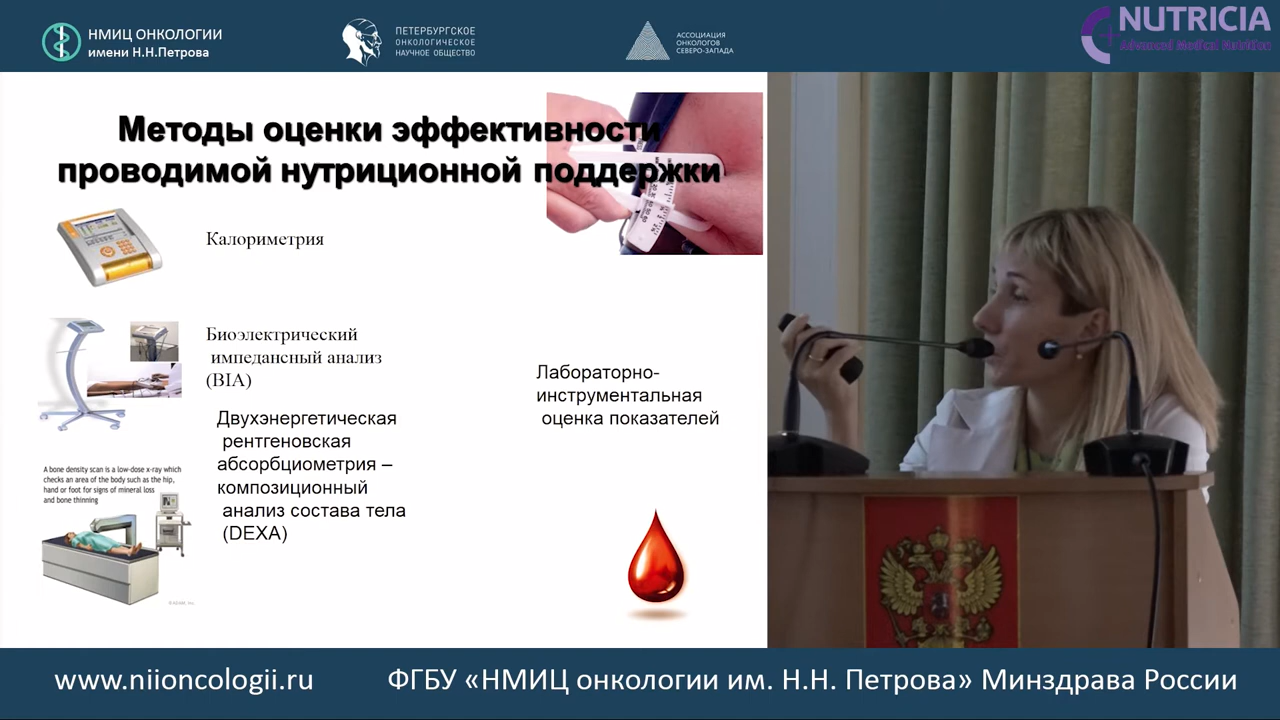 НМИЦ ОНКОЛОГИИ
имени Н.Н.Петрова
ПЕТЕРБУРГСКОЕ
ОНКОЛОГИЧЕСКОЕ
НАУЧНОЕ ОБЩЕСТВО
АССОЦИАЦИЯ
ОНКОЛОГОВ
СЕВЕРО-ЗАПАДА
NUTRICIA
Advanced Medical Nutrition
Методы оценки эффективности
проводимой нутриционной поддержки
Калориметрия
Биоэлектрический
импедансный анализ
(BIA)
Двухэнергетическая
рентгеновская
абсорбциометрия –
композиционный
анализ состава тела
(DEXA)
Лабораторно-
инструментальная
оценка показателей
A bone density scan is a low-dose x-ray which
checks an area of the body such as the hip,
hand or foot for signs of mineral loss
and bone thinning
www.niioncologii.ru
ФГБУ «НМИЦ онкологии им. Н.Н. Петрова» Минздрава России